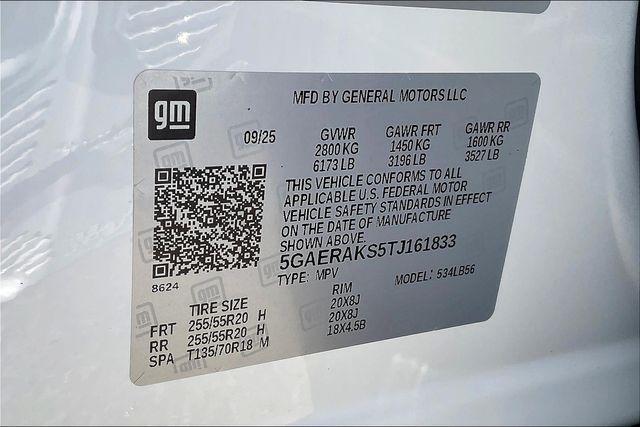 gm
MFD BY GENERAL MOTORS LLC
09/25 GVWR GAWR FRT GAWR RR
2800 KG 1450 KG 1600 KG
6173 LB 3196 LB 3527 LB
THIS VEHICLE CONFORMS TO ALL
APPLICABLE U.S. FEDERAL MOTOR
VEHICLE SAFETY STANDARDS IN EFFECT
ON THE DATE OF MANUFACTURE
SHOWN ABOVE.
5GAERAKS5TJ161833
8624
TYPE: MPV MODEL: 534LB56
TIRE SIZE RIM
FRT 255/55R20 H 20X8J
RR 255/55R20 H 20X8J
SPA T135/70R18 M 18X4.5B